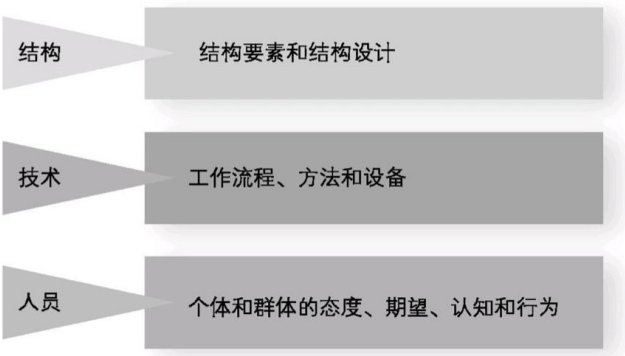 结构
结构要素和结构设计
技术
工作流程、方法和设备
人员
个体和群体的态度、期望、认知和行为